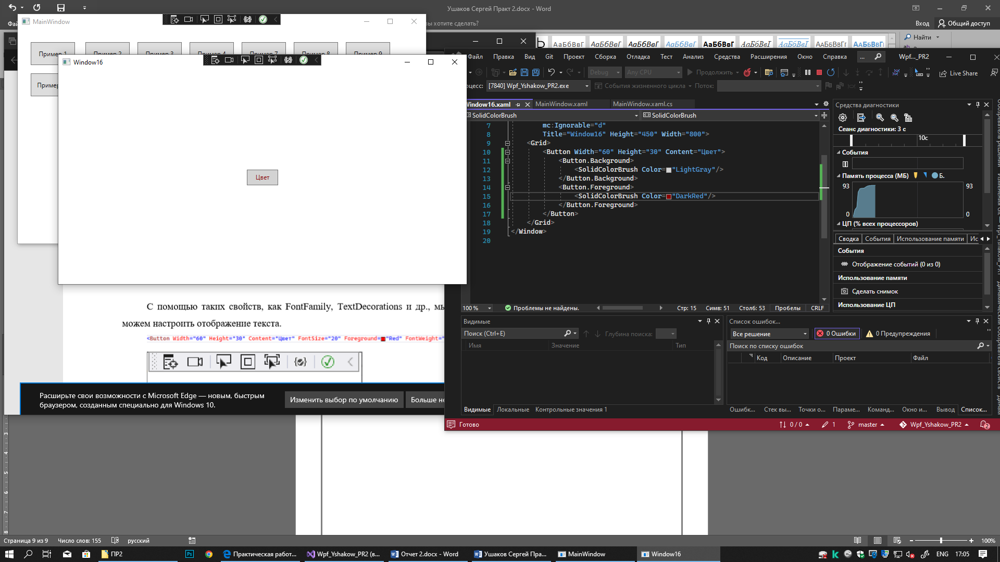 Ушаков Сергей Практ 2.docx - Word
MainWindow
вы хотите сделать?
Вход
Общий доступ
Пример 1
Пример 2
Пример 3
Пример 4
Пример 7
Пример 8
Пример 9
АаБбВвГ АаБбВвГ АаБбВвГ АаБбВвГ АаБбВвГ АаБбВвГ АаБбВвГ АаБбВвГг АаБбВвГг
Найти
Window16
Файл Правка Вид Git Проект Сборка Отладка Тест Анализ Средства Расширения Окно Справка ... Wpf..._PR2
Debug Any CPU Продолжить Live Share
[7840] Wpf_Yshakow_PR2.exe События жизненного цикла Поток:
Window16.xaml MainWindow.xaml MainWindow.xaml.cs
SolidColorBrush SolidColorBrush
7 mc:Ignorable="d"
8 Title="Window16" Height="450" Width="800">
9 <Grid>
10 <Button Width="60" Height="30" Content="Цвет">
11 <Button.Background>
12 <SolidColorBrush Color="LightGray"/>
13 </Button.Background>
14 <Button.Foreground>
15 <SolidColorBrush Color="DarkRed"/>
16 </Button.Foreground>
17 </Button>
18 </Grid>
19 </Window>
20
Цвет
Средства диагностики
Сеанс диагностики: 3 с
10с
События
Память процесса (МБ) Б..
93 93
0 0
ЦП (% всех процессоров)
Сводка События Использование памяти Ис
События
Отображение событий (0 из 0)
Использование памяти
Сделать снимок
Использование ЦП
100 % Проблемы не найдены. Стр: 15 Симв: 51 Столб: 53 Пробелы CRLF
Видимые
Поиск (Ctrl+E) Глубина поиска:
Имя Значение Тип
Видимые Локальные Контрольные значения 1
Список ошибок...
Все решение 0 Ошибки 0 Предупреждения
Поиск по списку ошибок
Код Описание Проект Файл
Ошибк... Стек вы... Точки о... Параме... Команд... Окно и... Вывод Список...
Готово 0 / 0 1 master Wpf_Yshakow_PR2 2
С помощью таких свойств, как FontFamily, TextDecorations и др., мы
можем настроить отображение текста.
<Button Width="60" Height="30" Content="Цвет" FontSize="20" Foreground="Red" FontWeight="
Расширьте свои возможности с Microsoft Edge — новым, быстрым
браузером, созданным специально для Windows 10.
Изменить выбор по умолчанию
Больше не
Страница 9 из 9 Число слов: 155 русский 100%
ПР2 Практическая работ... Wpf_Yshakow_PR2 (в... Отчет 2.docx - Word Ушаков Сергей Пра... MainWindow Window16 ENG 17:05